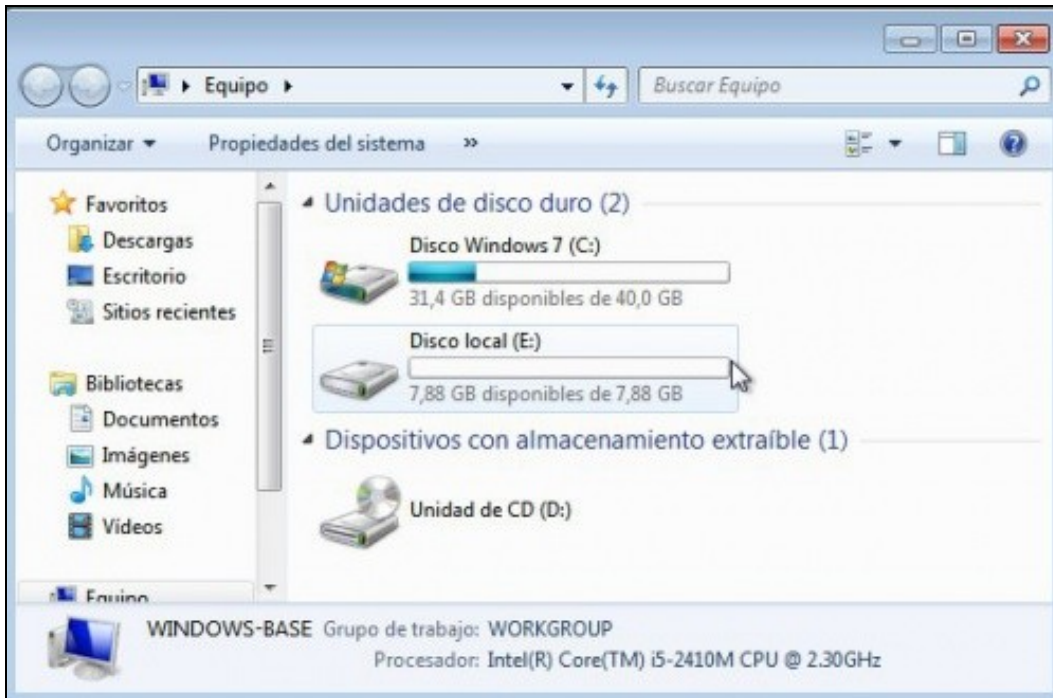 Equipo
Buscar Equipo
Organizar
Propiedades del sistema
»
Favoritos
Descargas
Escritorio
Sitios recientes
Bibliotecas
Documentos
Imágenes
Música
Vídeos
Equipo
Unidades de disco duro (2)
Disco Windows 7 (C:)
31,4 GB disponibles de 40,0 GB
Disco local (E:)
7,88 GB disponibles de 7,88 GB
Dispositivos con almacenamiento extraíble (1)
Unidad de CD (D:)
WINDOWS-BASE Grupo de trabajo: WORKGROUP
Procesador: Intel(R) Core(TM) i5-2410M CPU @ 2.30GHz